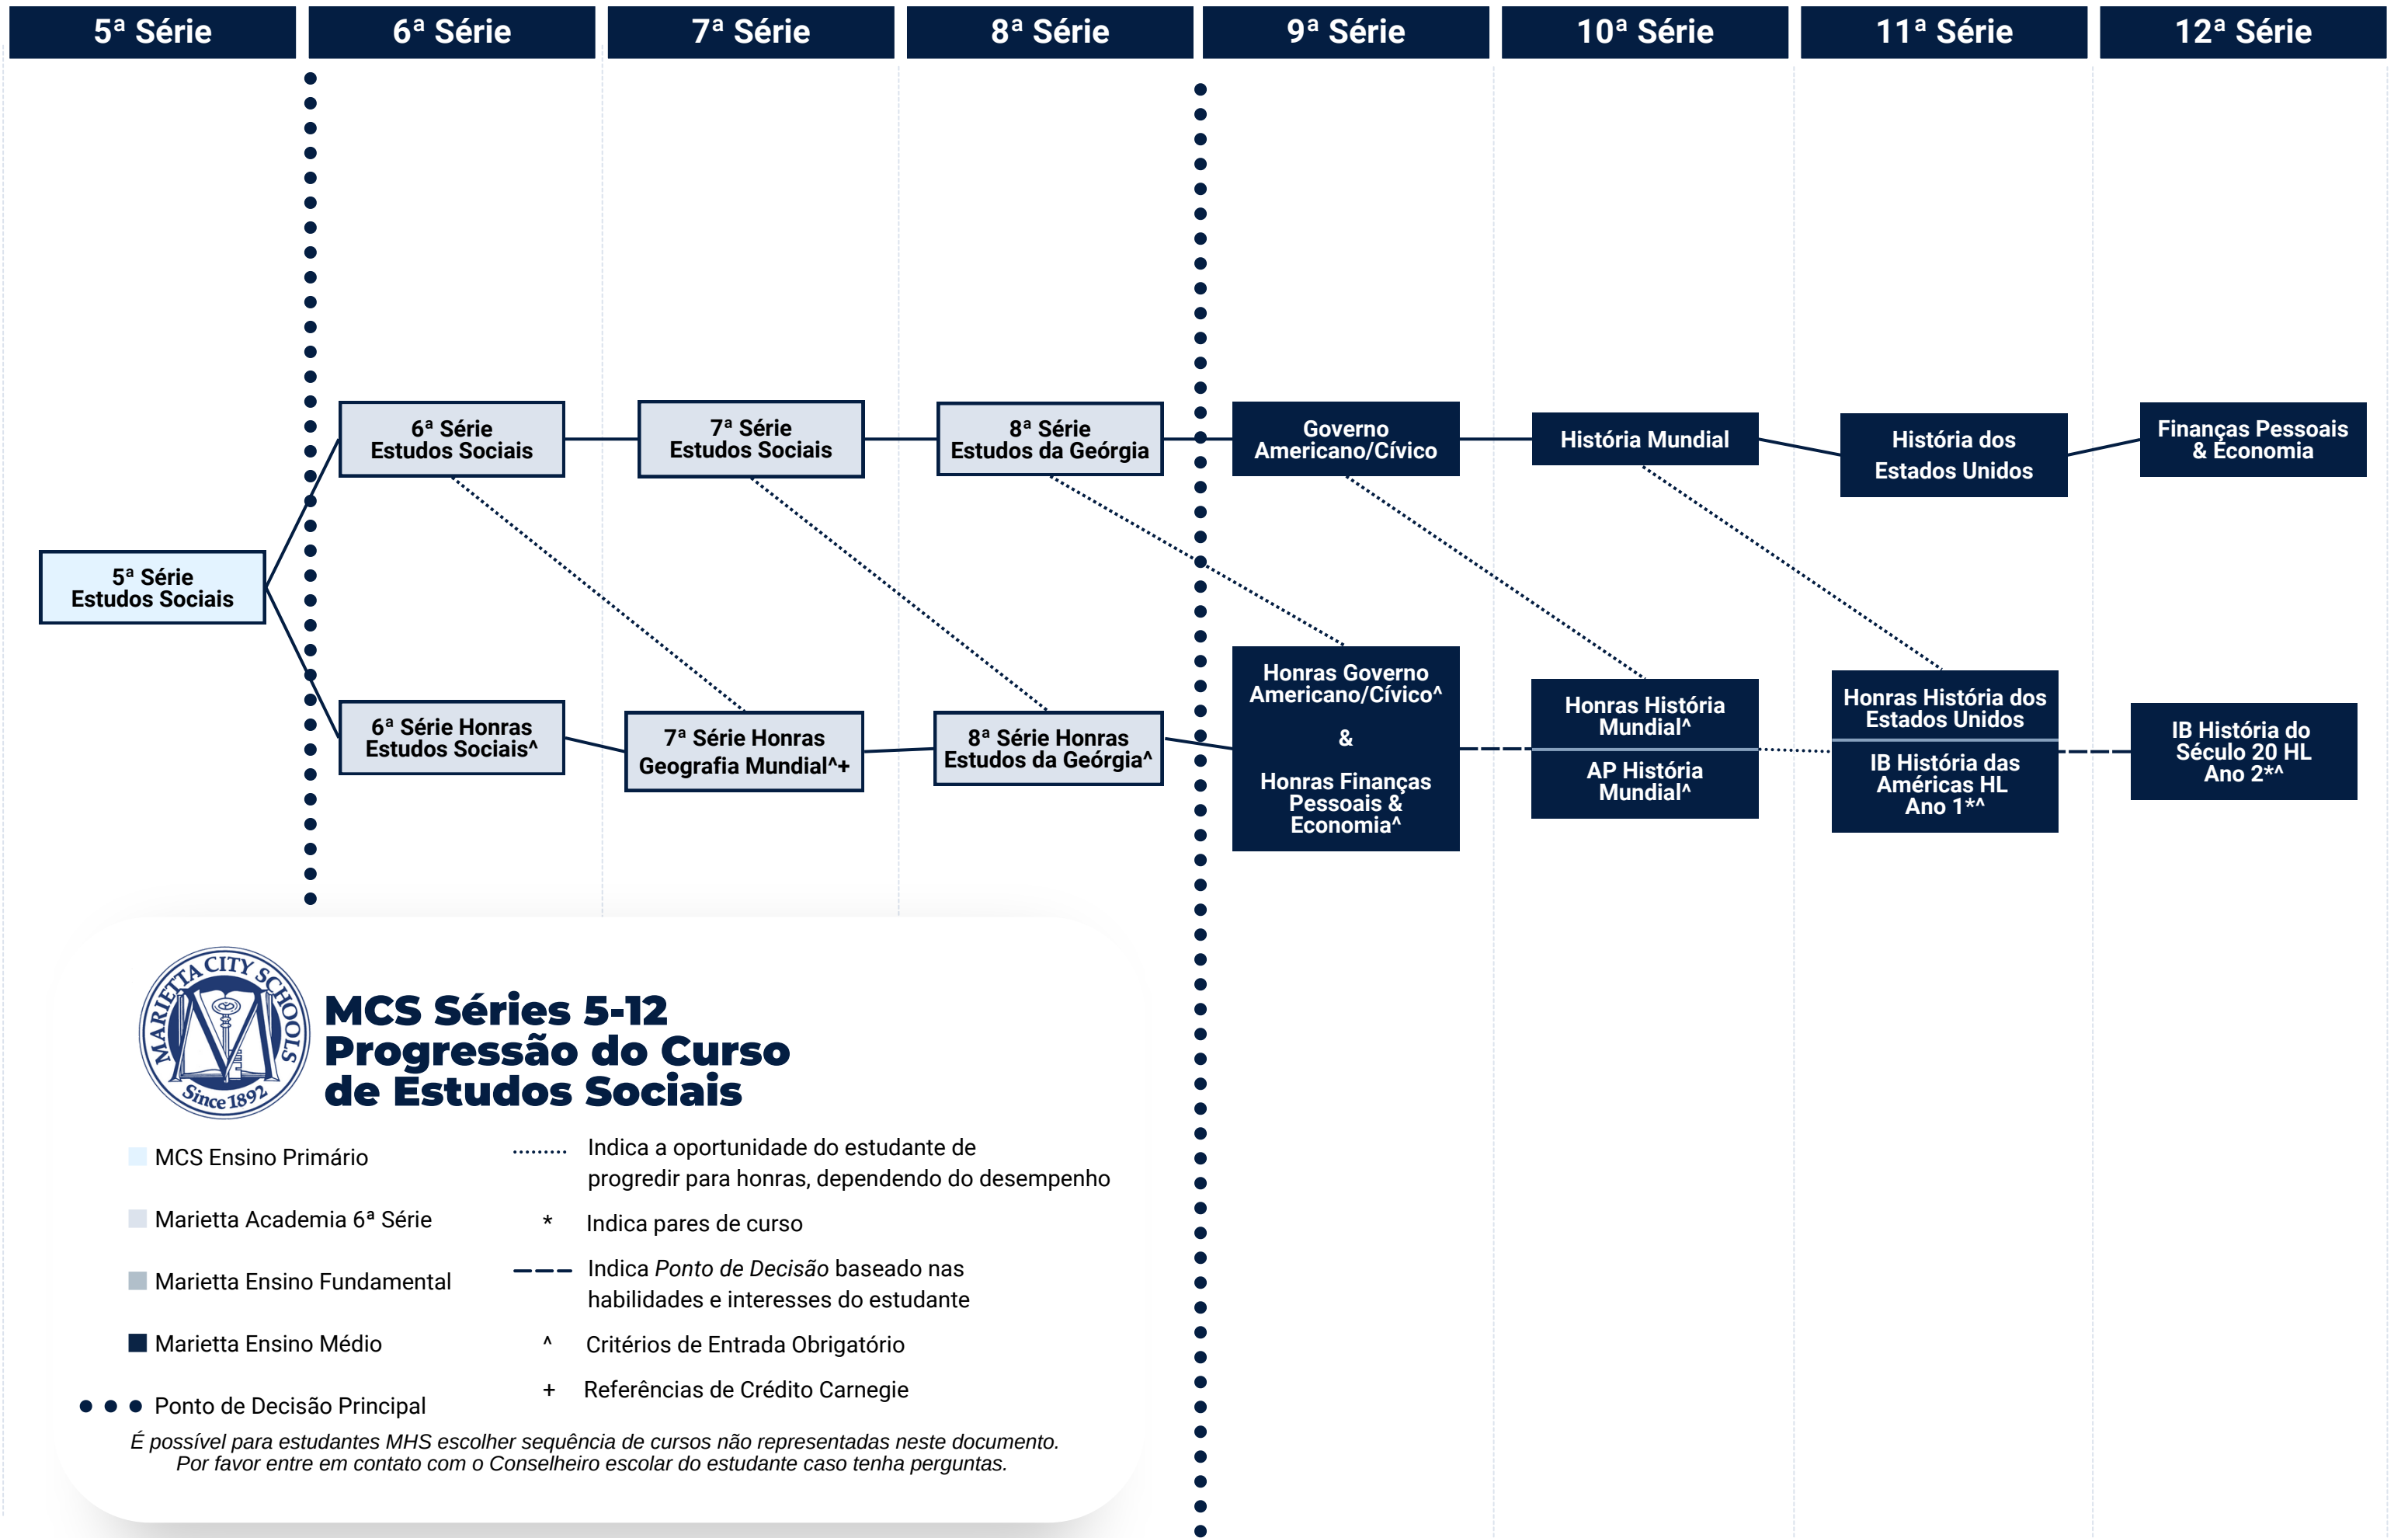 5ª Série
6ª Série
7ª Série
8ª Série
9ª Série
10ª Série
11ª Série
12ª Série
6ª Série
Estudos Sociais
7ª Série
Estudos Sociais
8ª Série
Estudos da Geórgia
Governo
Americano/Cívico
História Mundial
História dos
Estados Unidos
Finanças Pessoais
& Economia
5ª Série
Estudos Sociais
6ª Série Honras
Estudos Sociais^
7ª Série Honras
Geografia Mundial^+
8ª Série Honras
Estudos da Geórgia^
Honras Governo
Americano/Cívico^
&
Honras Finanças
Pessoais &
Economia^
Honras História
Mundial^
AP História
Mundial^
Honras História dos
Estados Unidos
IB História das
Américas HL
Ano 1*^
IB História do
Século 20 HL
Ano 2*^
MARIETTA CITY SCHOOLS
Since 1892
MCS Séries 5-12
Progressão do Curso
de Estudos Sociais
MCS Ensino Primário
Marietta Academia 6ª Série
Marietta Ensino Fundamental
Marietta Ensino Médio
Ponto de Decisão Principal
Indica a oportunidade do estudante de
progredir para honras, dependendo do desempenho
* Indica pares de curso
Indica Ponto de Decisão baseado nas
habilidades e interesses do estudante
^ Critérios de Entrada Obrigatório
+ Referências de Crédito Carnegie
É possível para estudantes MHS escolher sequência de cursos não representadas neste documento.
Por favor entre em contato com o Conselheiro escolar do estudante caso tenha perguntas.